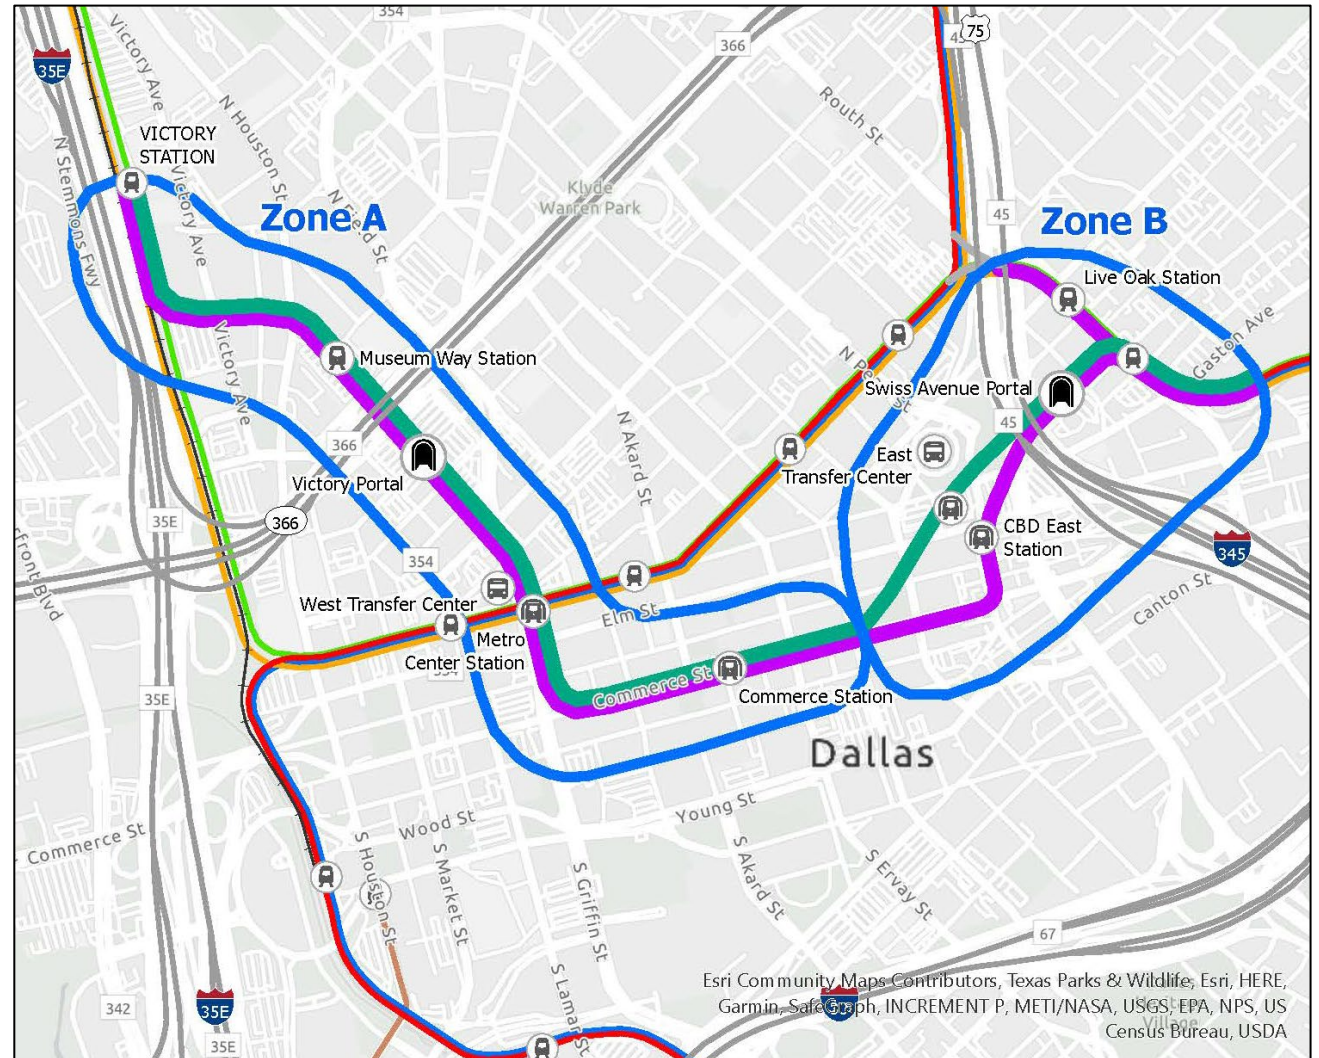 354
75
45
366
35E
Victory Ave
N Houston St
Routh St
VICTORY
STATION
N Stemmons Fwy
Victory Ave
N Field St
Klyde
Warren Park
Zone A
45
Zone B
Live Oak Station
Victory Ave
Museum Way Station
Gaston Ave
Swiss Avenue Portal
366
N Akard St
45
East
Transfer Center
Victory Portal
366
35E
CBD East
Station
345
354
West Transfer Center
Elm St
Canton St
Metro
Center Station
Commerce St
Commerce Station
35E
Dallas
Young St
Wood St
Commerce St
S Houston St
S Market St
S Griffin St
S Akard St
S Ervay St
67
S Lamar St
342
35E
35E
Esri Community Maps Contributors, Texas Parks & Wildlife, Esri, HERE,
Garmin, SafeGraph, INCREMENT P, METI/NASA, USGS, EPA, NPS, US
Census Bureau, USDA